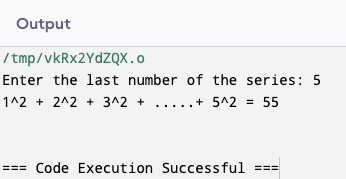 Output
/tmp/vkRx2YdZQX.o
Enter the last number of the series: 5
1^2 + 2^2 + 3^2 + .....+ 5^2 = 55
=== Code Execution Successful ===